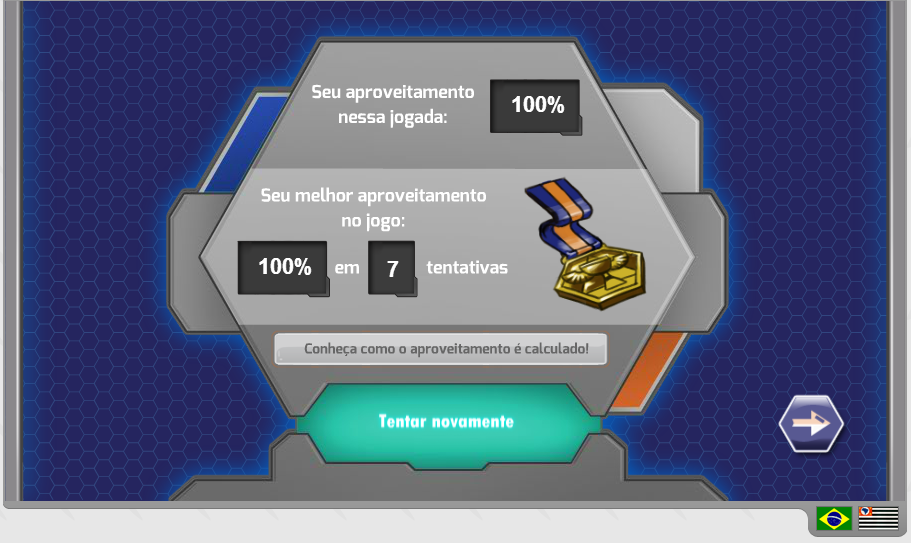 Seu aproveitamento
nessa jogada:
100%
Seu melhor aproveitamento
no jogo:
100% em 7 tentativas
Conheça como o aproveitamento é calculado!
Tentar novamente